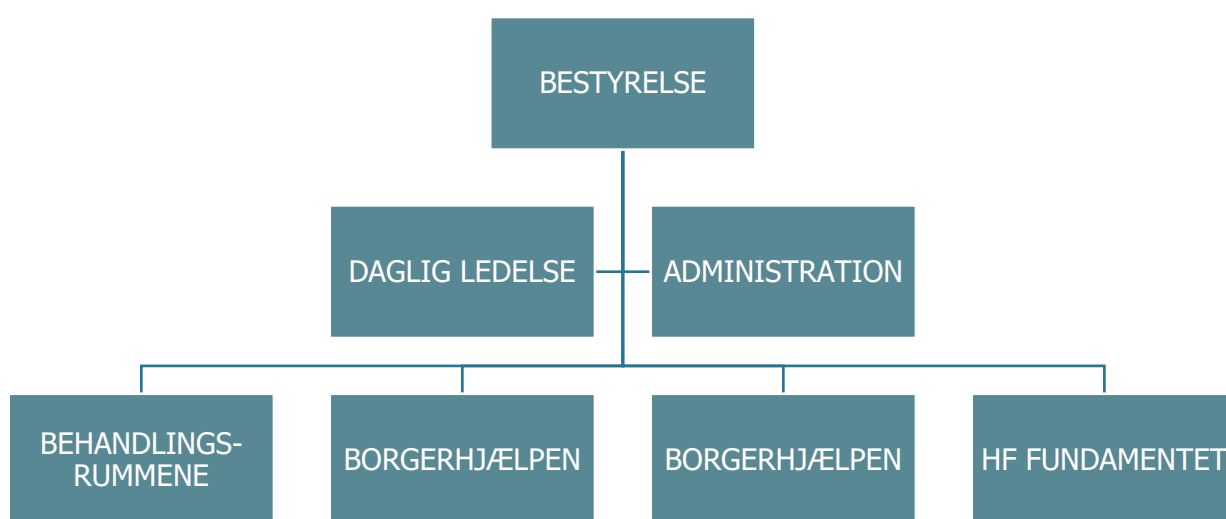 BESTYRELSE
DAGLIG LEDELSE
ADMINISTRATION
BEHANDLINGS-
RUMMENE
BORGERHJÆLPEN
BORGERHJÆLPEN
HF FUNDAMENTET